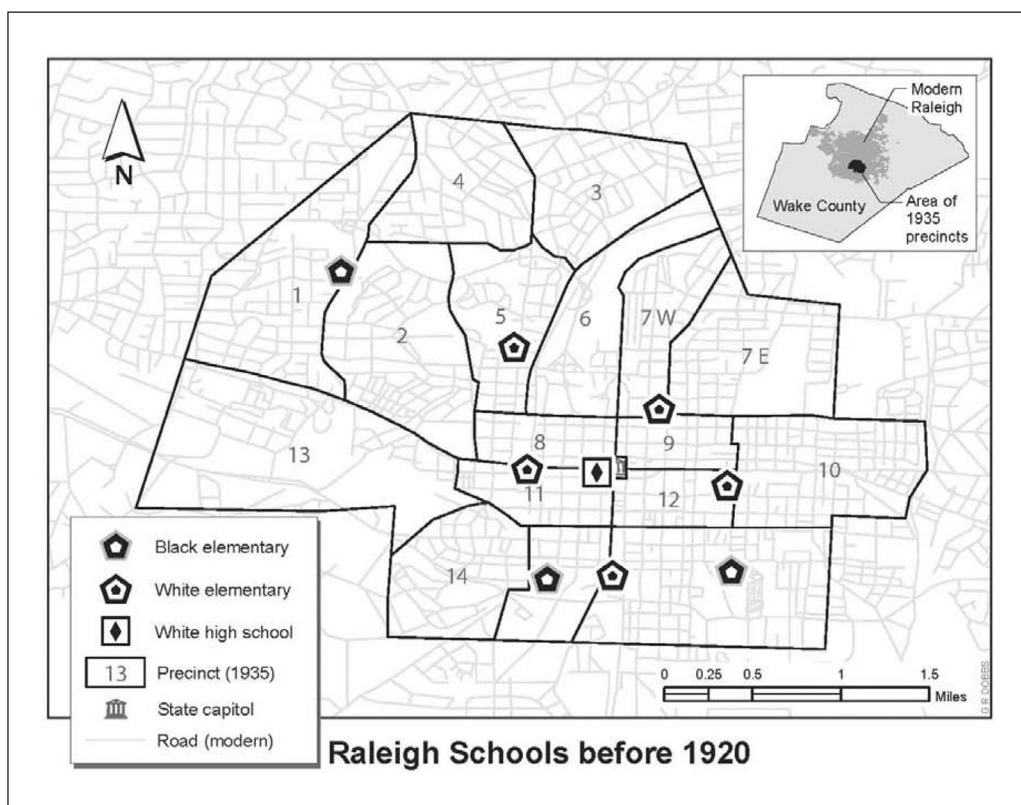 Modern
Raleigh
Wake County
Area of
1935
precincts
N
4
3
1
2
5
6
7 W
7 E
8
9
10
13
11
12
14
Black elementary
White elementary
White high school
13 Precinct (1935)
State capitol
Road (modern)
0 0.25 0.5 1 1.5
Miles
G R DOBBS
Raleigh Schools before 1920